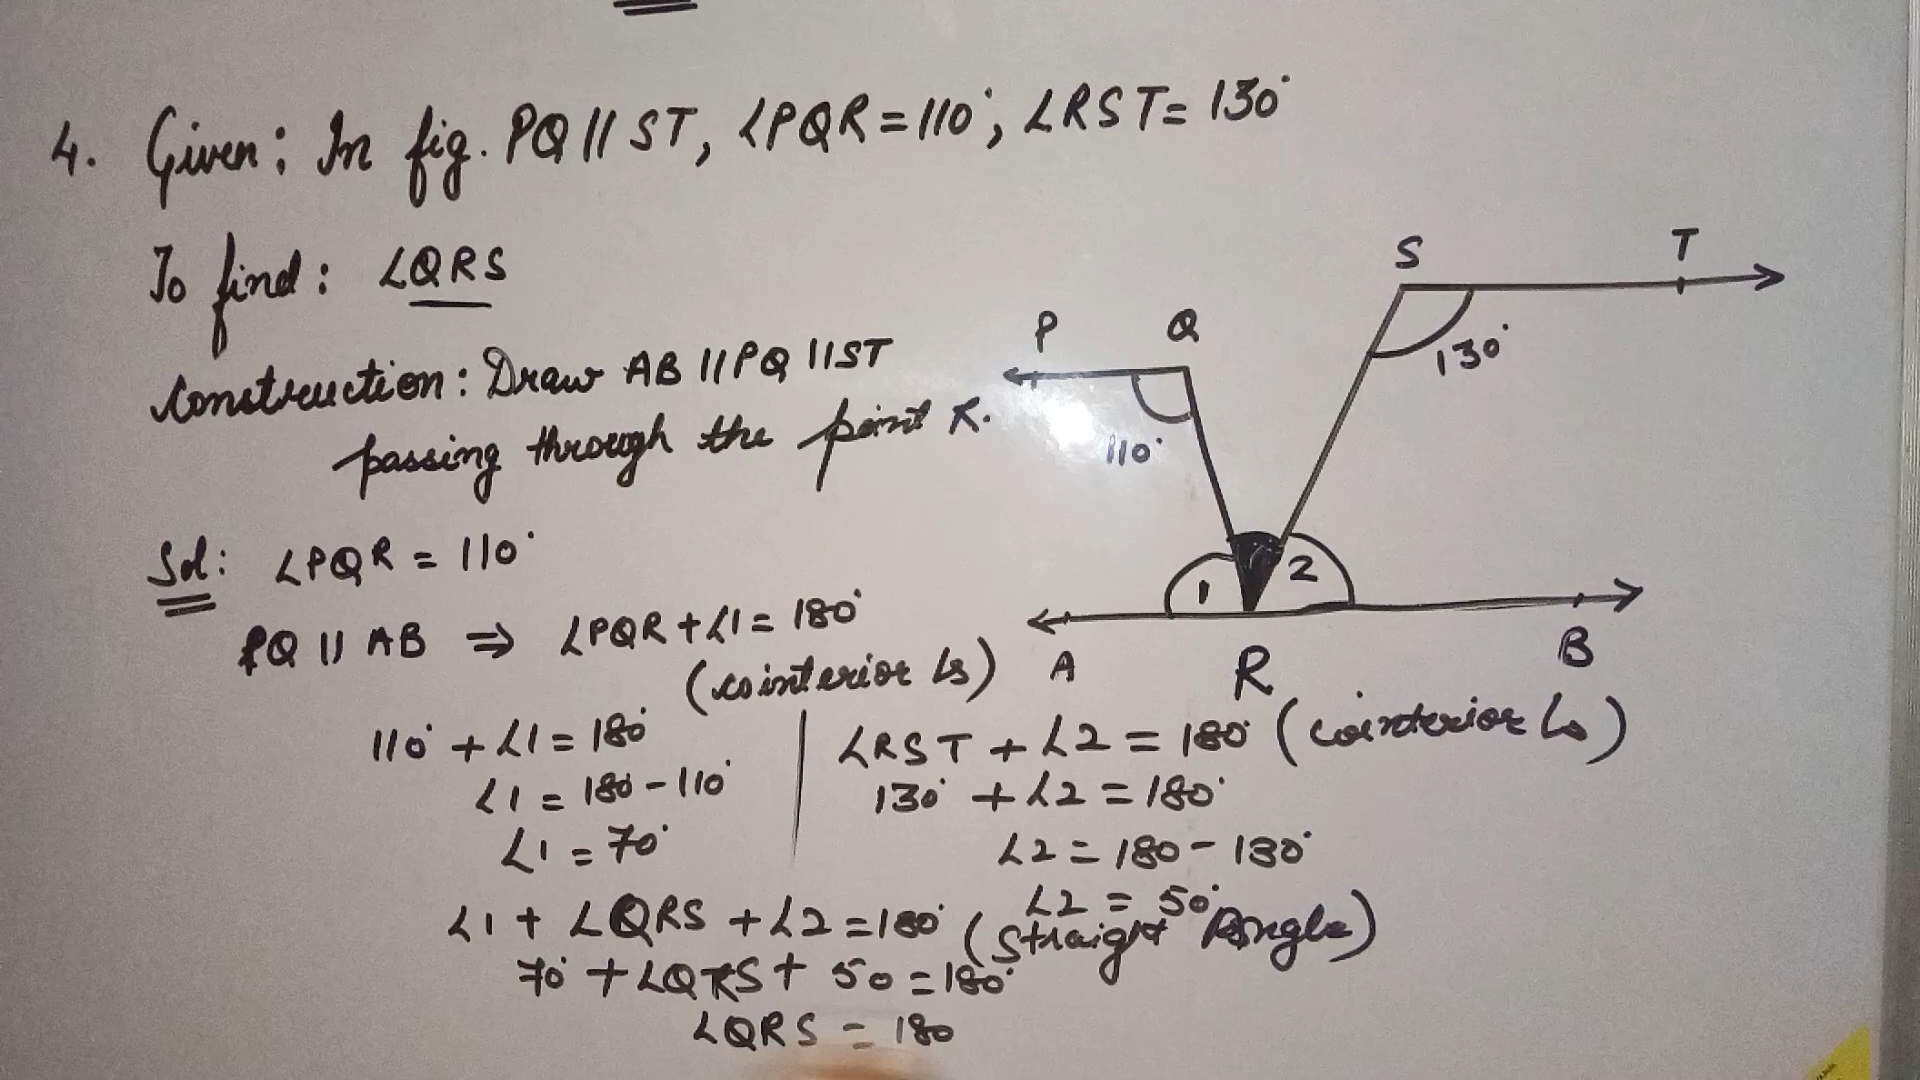 4. Given: In fig. PQ || ST, ∠PQR = 110°, ∠RST = 130°
To find: ∠QRS
Construction: Draw AB || PQ || ST
passing through the point R.
Sol: ∠PQR = 110°
PQ || AB ⇒ ∠PQR + ∠1 = 180°
(cointerior ∠s)
110° + ∠1 = 180°
∠1 = 180 - 110°
∠1 = 70°
∠RST + ∠2 = 180° (cointerior ∠s)
130° + ∠2 = 180°
∠2 = 180 - 130°
∠2 = 50°
∠1 + ∠QRS + ∠2 = 180° (Straight Angle)
70° + ∠QRS + 50 = 180°
∠QRS = 180
S T
130°
P Q
110°
1 2
A R B